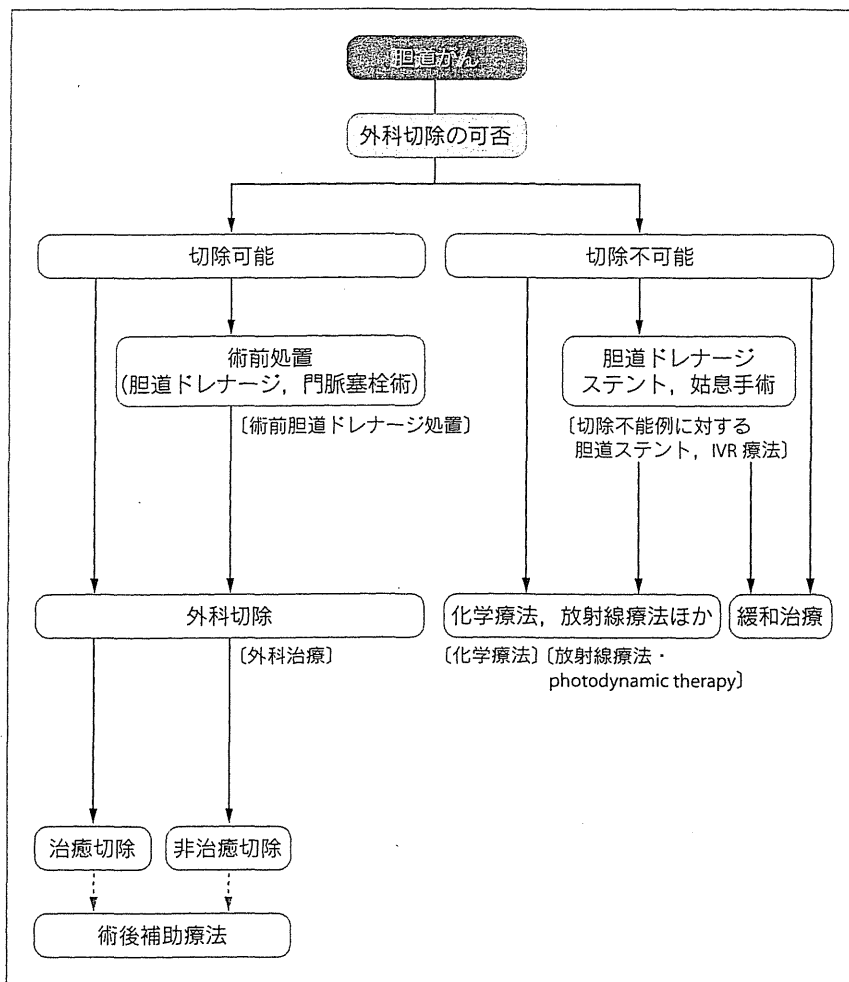 胆道がん
外科切除の可否
切除可能
切除不可能
術前処置
(胆道ドレナージ，門脈塞栓術)
〔術前胆道ドレナージ処置〕
胆道ドレナージ
ステント，姑息手術
〔切除不能例に対する
胆道ステント，IVR 療法〕
外科切除
〔外科治療〕
化学療法，放射線療法ほか
緩和治療
〔化学療法〕〔放射線療法・
photodynamic therapy〕
治癒切除
非治癒切除
術後補助療法